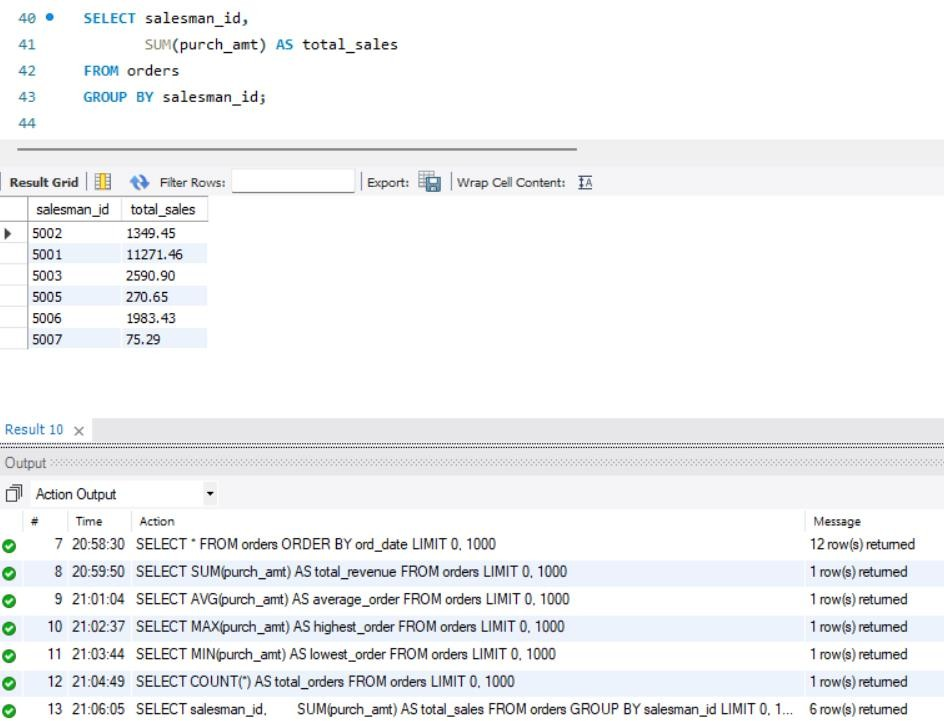 40 SELECT salesman_id,
41 SUM(purch_amt) AS total_sales
42 FROM orders
43 GROUP BY salesman_id;
44
Result Grid Filter Rows: Export: Wrap Cell Content:
salesman_id total_sales
5002 1349.45
5001 11271.46
5003 2590.90
5005 270.65
5006 1983.43
5007 75.29
Result 10
Output
Action Output
# Time Action Message
7 20:58:30 SELECT * FROM orders ORDER BY ord_date LIMIT 0, 1000 12 row(s) returned
8 20:59:50 SELECT SUM(purch_amt) AS total_revenue FROM orders LIMIT 0, 1000 1 row(s) returned
9 21:01:04 SELECT AVG(purch_amt) AS average_order FROM orders LIMIT 0, 1000 1 row(s) returned
10 21:02:37 SELECT MAX(purch_amt) AS highest_order FROM orders LIMIT 0, 1000 1 row(s) returned
11 21:03:44 SELECT MIN(purch_amt) AS lowest_order FROM orders LIMIT 0, 1000 1 row(s) returned
12 21:04:49 SELECT COUNT(*) AS total_orders FROM orders LIMIT 0, 1000 1 row(s) returned
13 21:06:05 SELECT salesman_id, SUM(purch_amt) AS total_sales FROM orders GROUP BY salesman_id LIMIT 0, 1... 6 row(s) returned